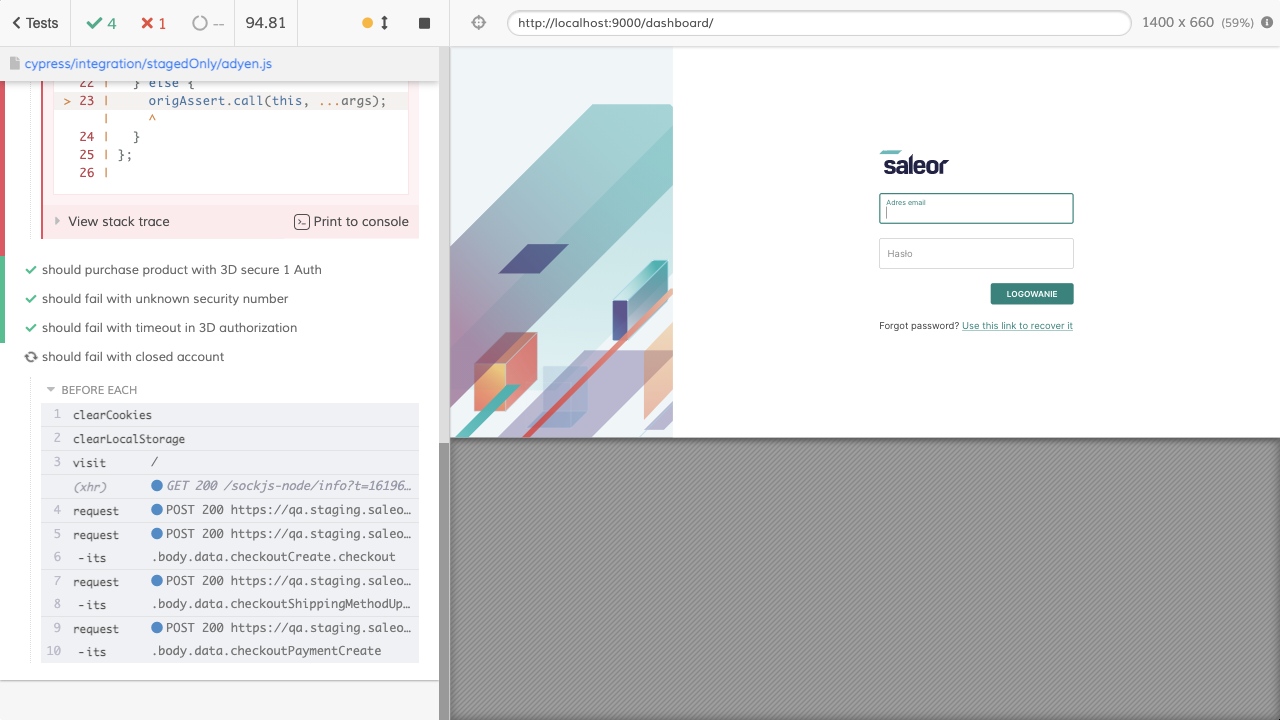 Tests
4
1
--
94.81
http://localhost:9000/dashboard/
1400 x 660 (59%)
cypress/integration/stagedOnly/adyen.js
22 | } else {
> 23 | origAssert.call(this, ...args);
| ^
24 | }
25 | };
26 |
View stack trace
Print to console
should purchase product with 3D secure 1 Auth
should fail with unknown security number
should fail with timeout in 3D authorization
should fail with closed account
BEFORE EACH
1 clearCookies
2 clearLocalStorage
3 visit /
(xhr) GET 200 /sockjs-node/info?t=16196…
4 request POST 200 https://qa.staging.saleo…
5 request POST 200 https://qa.staging.saleo…
6 -its .body.data.checkoutCreate.checkout
7 request POST 200 https://qa.staging.saleo…
8 -its .body.data.checkoutShippingMethodUp…
9 request POST 200 https://qa.staging.saleo…
10 -its .body.data.checkoutPaymentCreate
saleor
Adres email
Hasło
LOGOWANIE
Forgot password? Use this link to recover it